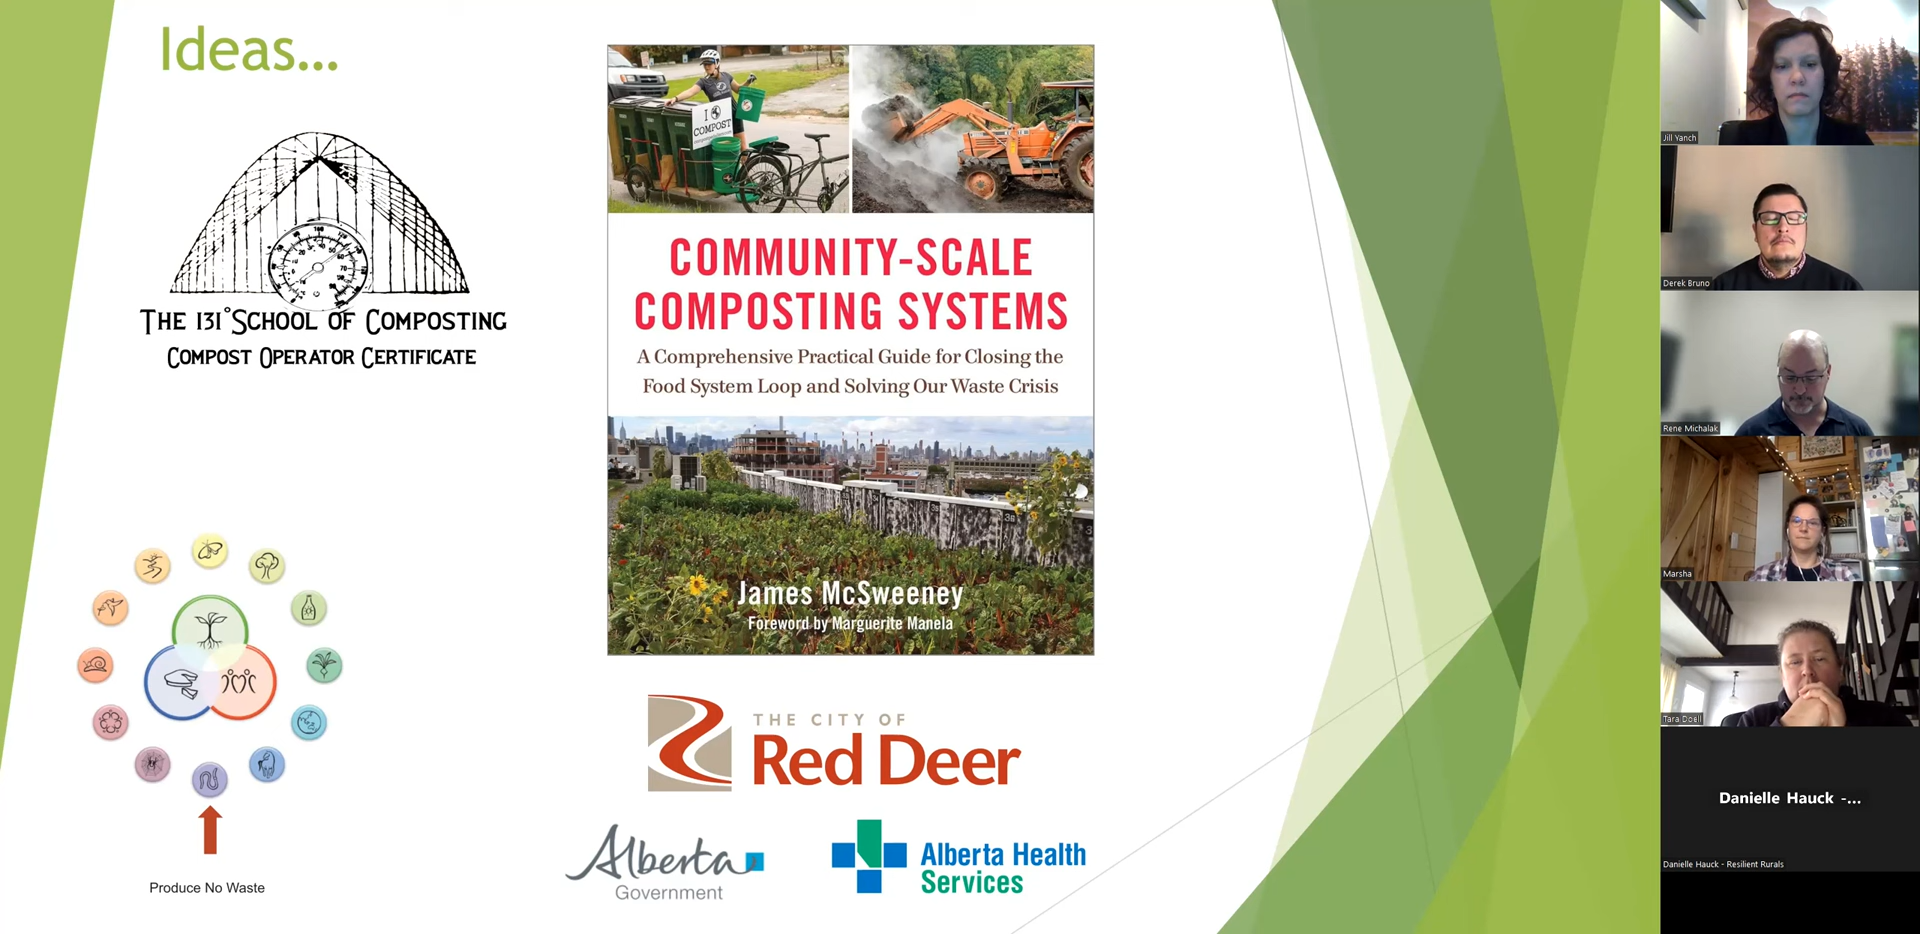 Ideas...
THE 131° SCHOOL OF COMPOSTING
COMPOST OPERATOR CERTIFICATE
Produce No Waste
I
COMPOST
COMMUNITY-SCALE
COMPOSTING SYSTEMS
A Comprehensive Practical Guide for Closing the
Food System Loop and Solving Our Waste Crisis
James McSweeney
Foreword by Marguerite Manela
THE CITY OF
Red Deer
Alberta
Government
Alberta Health
Services
Jill Yanch
Derek Bruno
Rene Michalak
Marsha
Tara Doell
Danielle Hauck -...
Danielle Hauck - Resilient Rurals